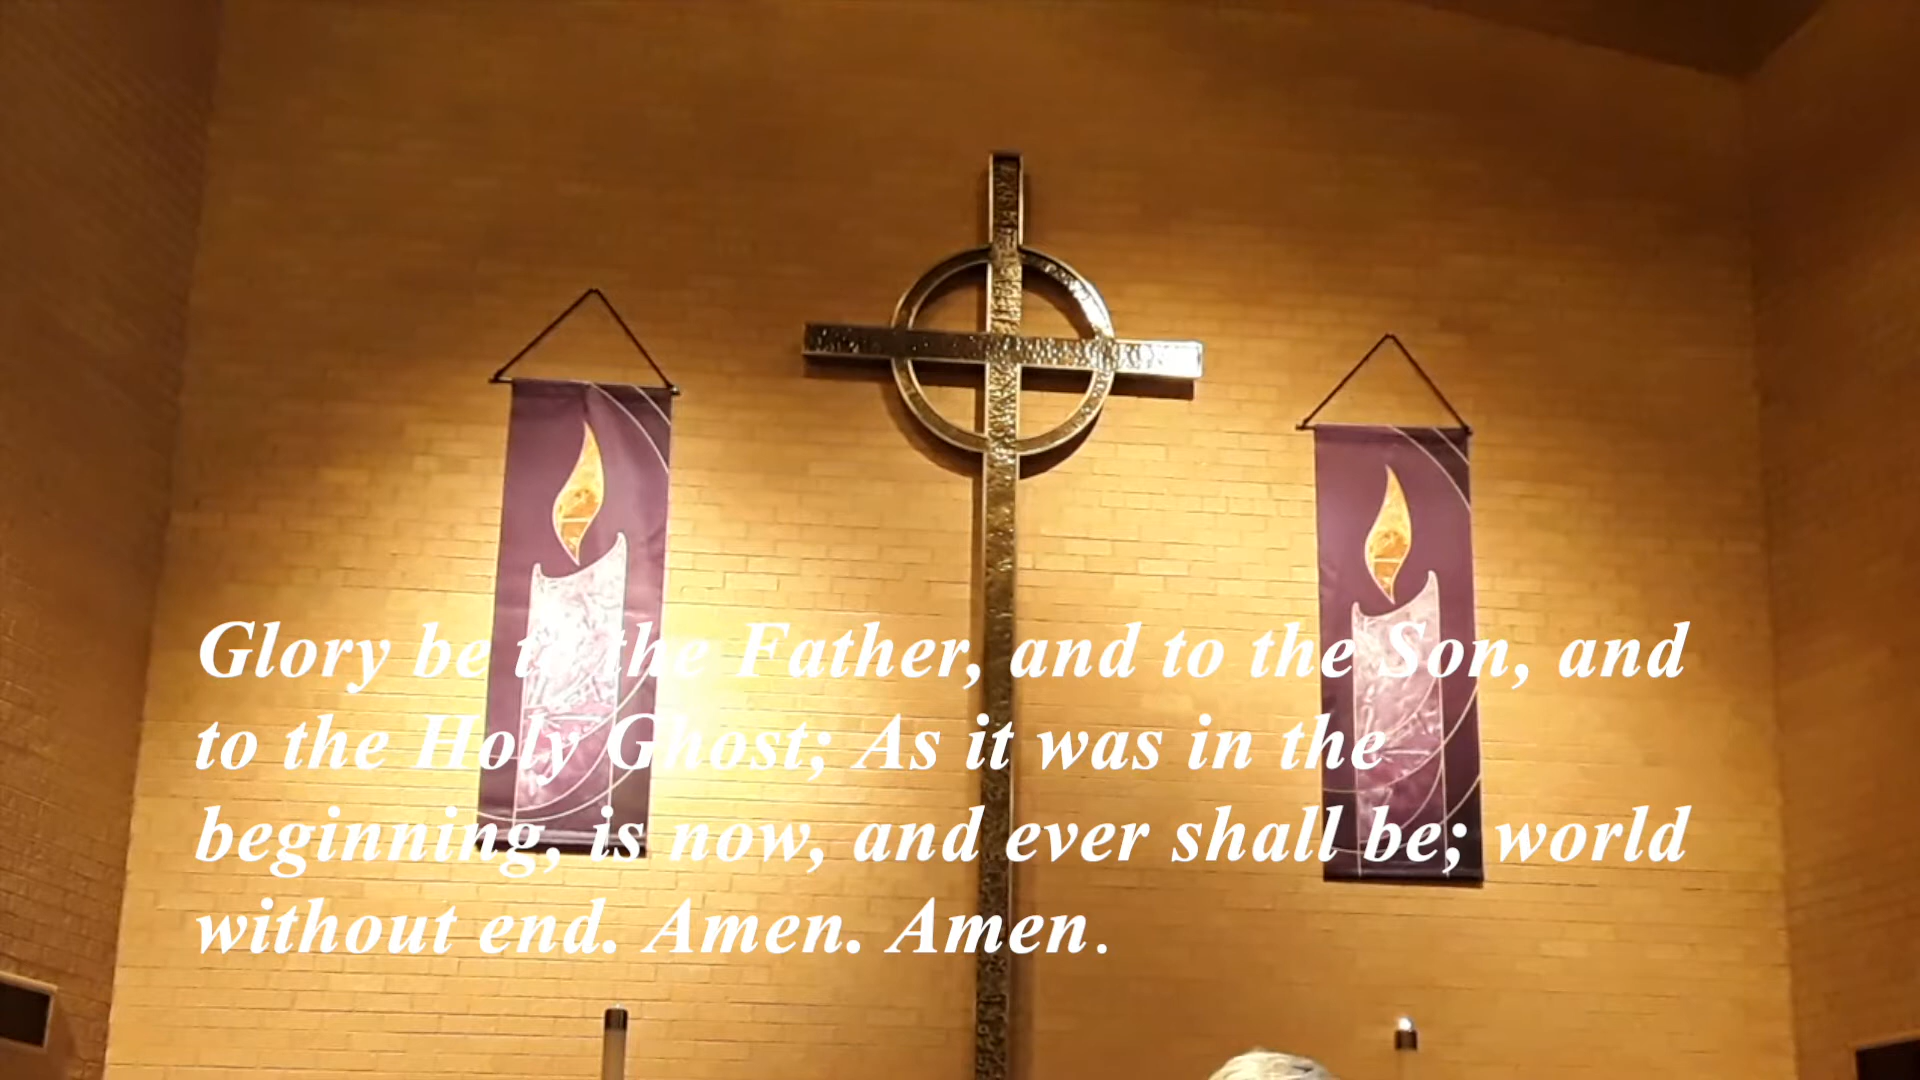 Glory be to the Father, and to the Son, and
to the Holy Ghost; As it was in the
beginning, is now, and ever shall be; world
without end. Amen. Amen.